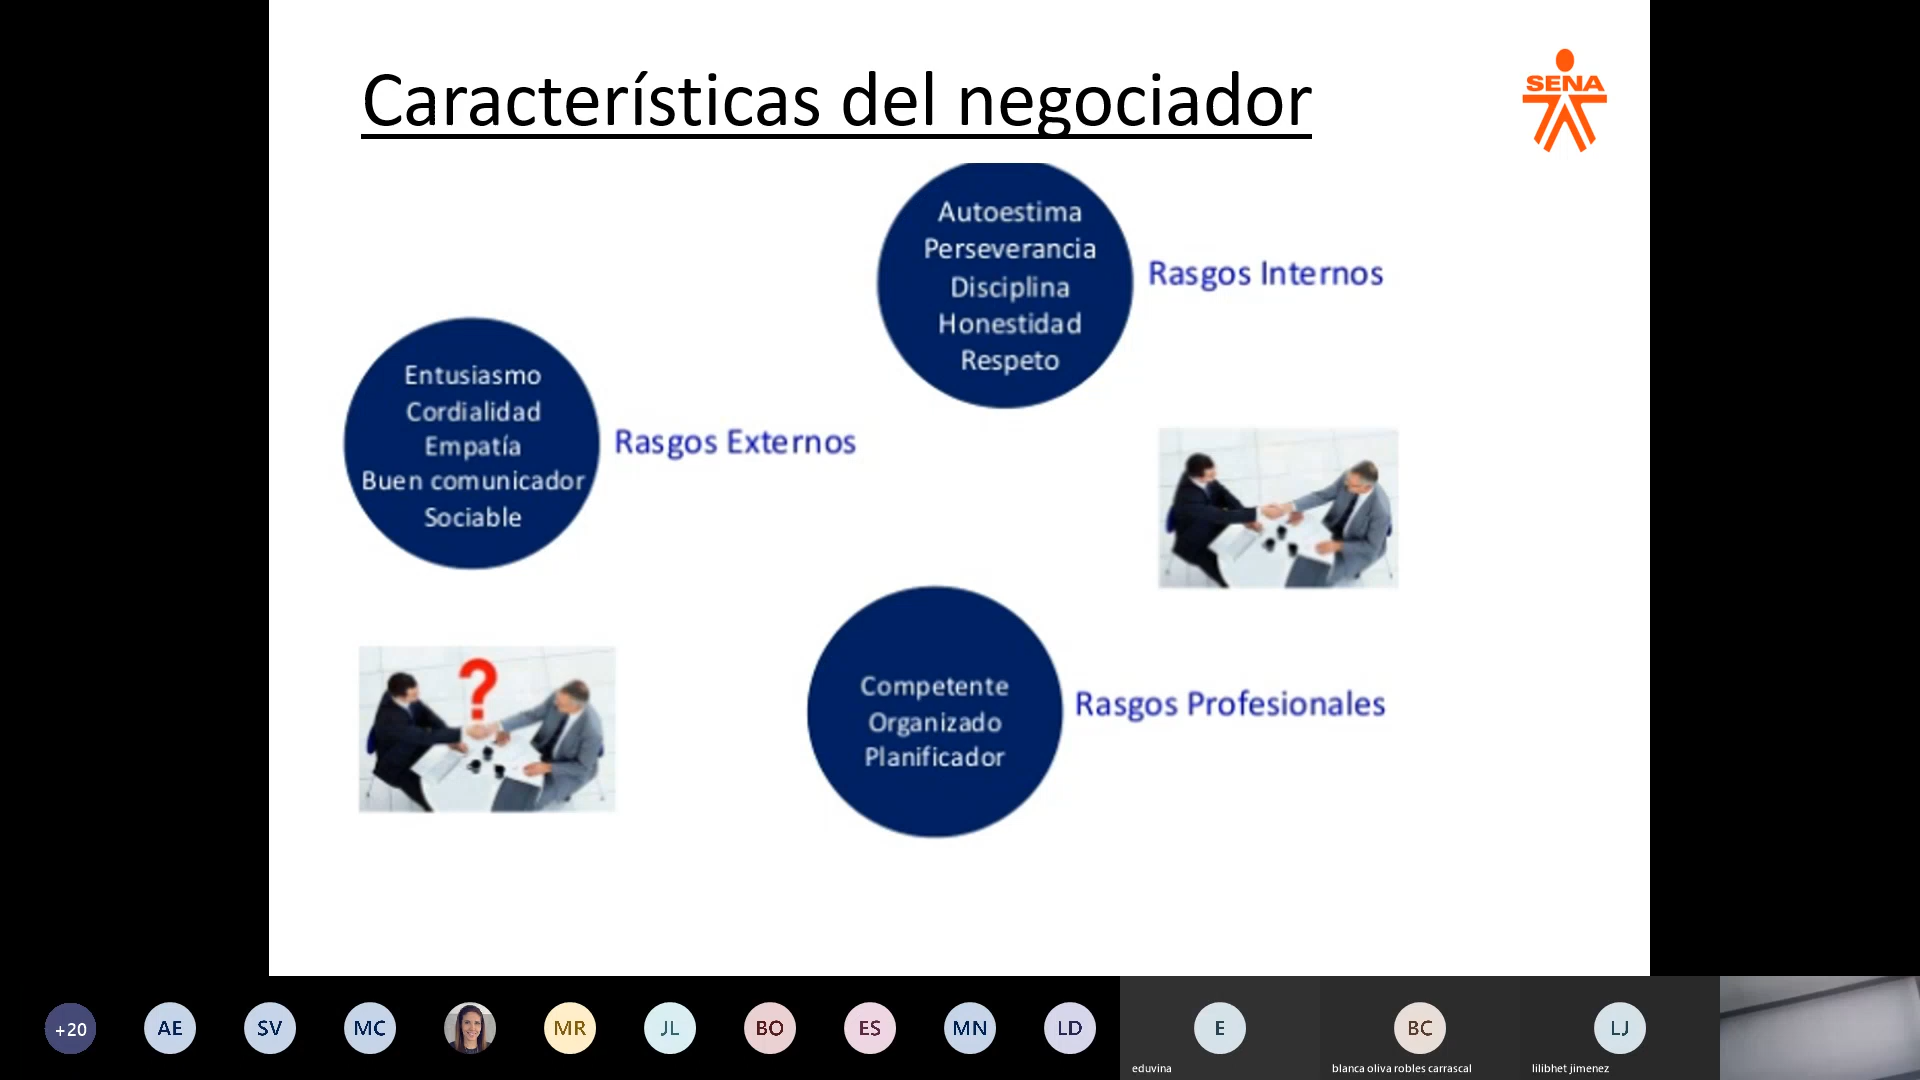 Características del negociador
SENA
Autoestima
Perseverancia
Disciplina
Honestidad
Respeto
Rasgos Internos
Entusiasmo
Cordialidad
Empatía
Buen comunicador
Sociable
Rasgos Externos
?
Competente
Organizado
Planificador
Rasgos Profesionales
+20
AE
SV
MC
MR
JL
BO
ES
MN
LD
E
BC
LJ
eduvina
blanca oliva robles carrascal
lilibhet jimenez